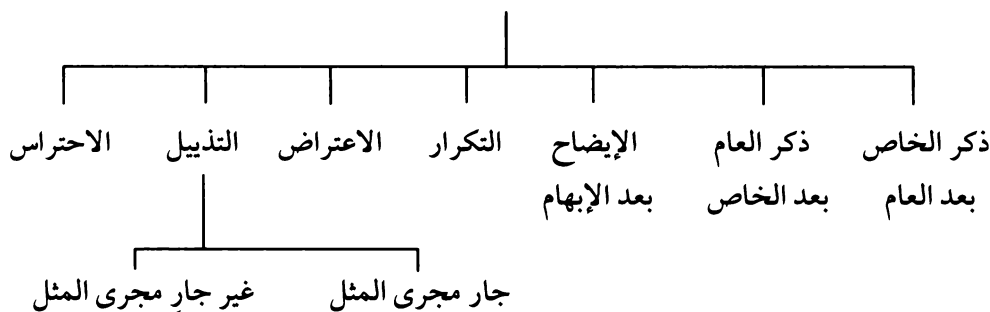 ذكر الخاص ذكر العام الإيضاح التكرار الاعتراض التذييل الاحتراس
بعد العام بعد الخاص بعد الإبهام
جار مجرى المثل غير جارٍ مجرى المثل